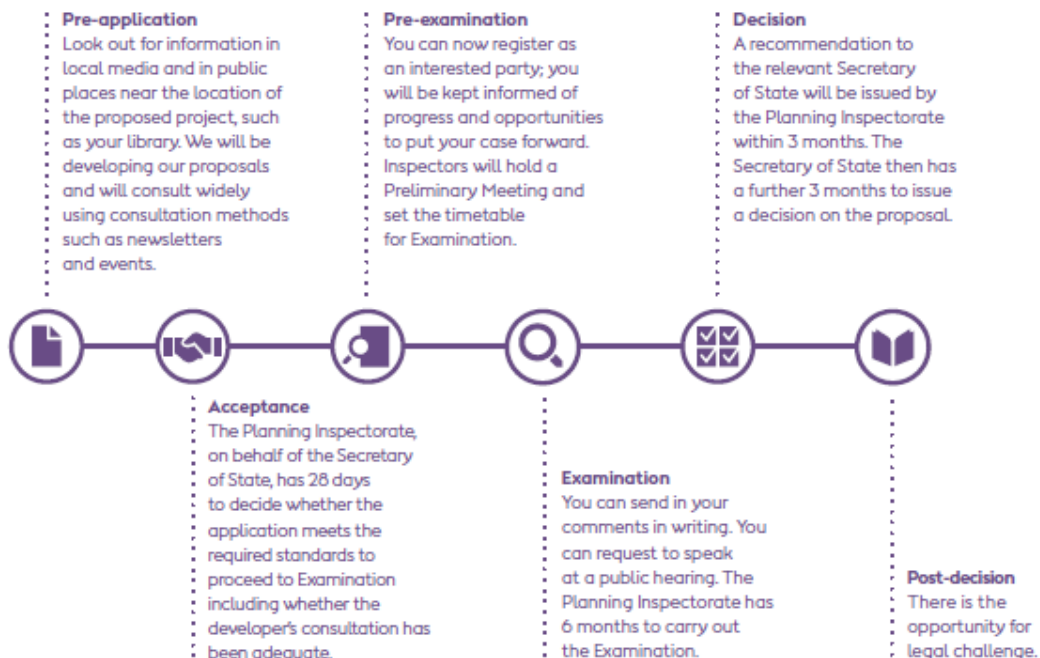 Pre-application
Look out for information in
local media and in public
places near the location of
the proposed project, such
as your library. We will be
developing our proposals
and will consult widely
using consultation methods
such as newsletters
and events.
Acceptance
The Planning Inspectorate,
on behalf of the Secretary
of State, has 28 days
to decide whether the
application meets the
required standards to
proceed to Examination
including whether the
developer's consultation has
been adequate.
Pre-examination
You can now register as
an interested party; you
will be kept informed of
progress and opportunities
to put your case forward.
Inspectors will hold a
Preliminary Meeting and
set the timetable
for Examination.
Examination
You can send in your
comments in writing. You
can request to speak
at a public hearing. The
Planning Inspectorate has
6 months to carry out
the Examination.
Decision
A recommendation to
the relevant Secretary
of State will be issued by
the Planning Inspectorate
within 3 months. The
Secretary of State then has
a further 3 months to issue
a decision on the proposal.
Post-decision
There is the
opportunity for
legal challenge.